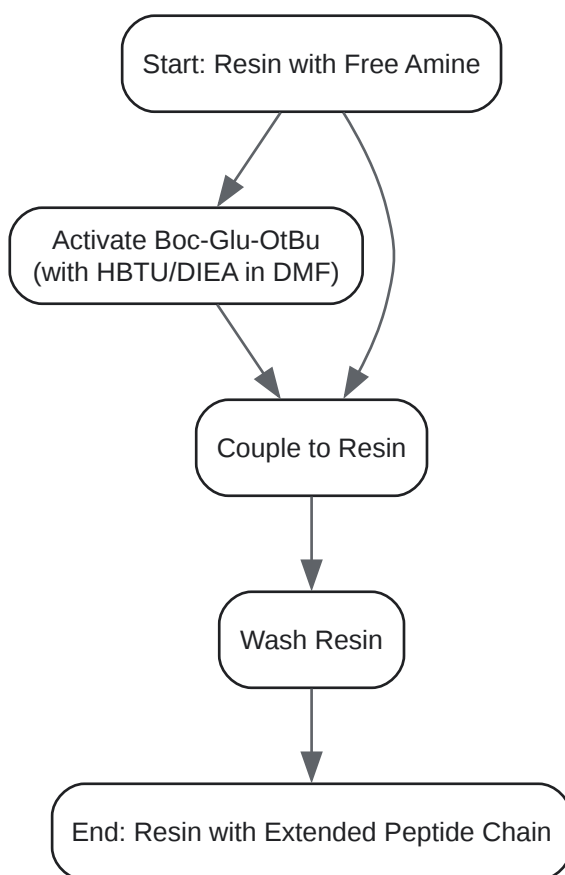 Start: Resin with Free Amine
Activate Boc-Glu-OtBu
(with HBTU/DIEA in DMF)
Couple to Resin
Wash Resin
End: Resin with Extended Peptide Chain